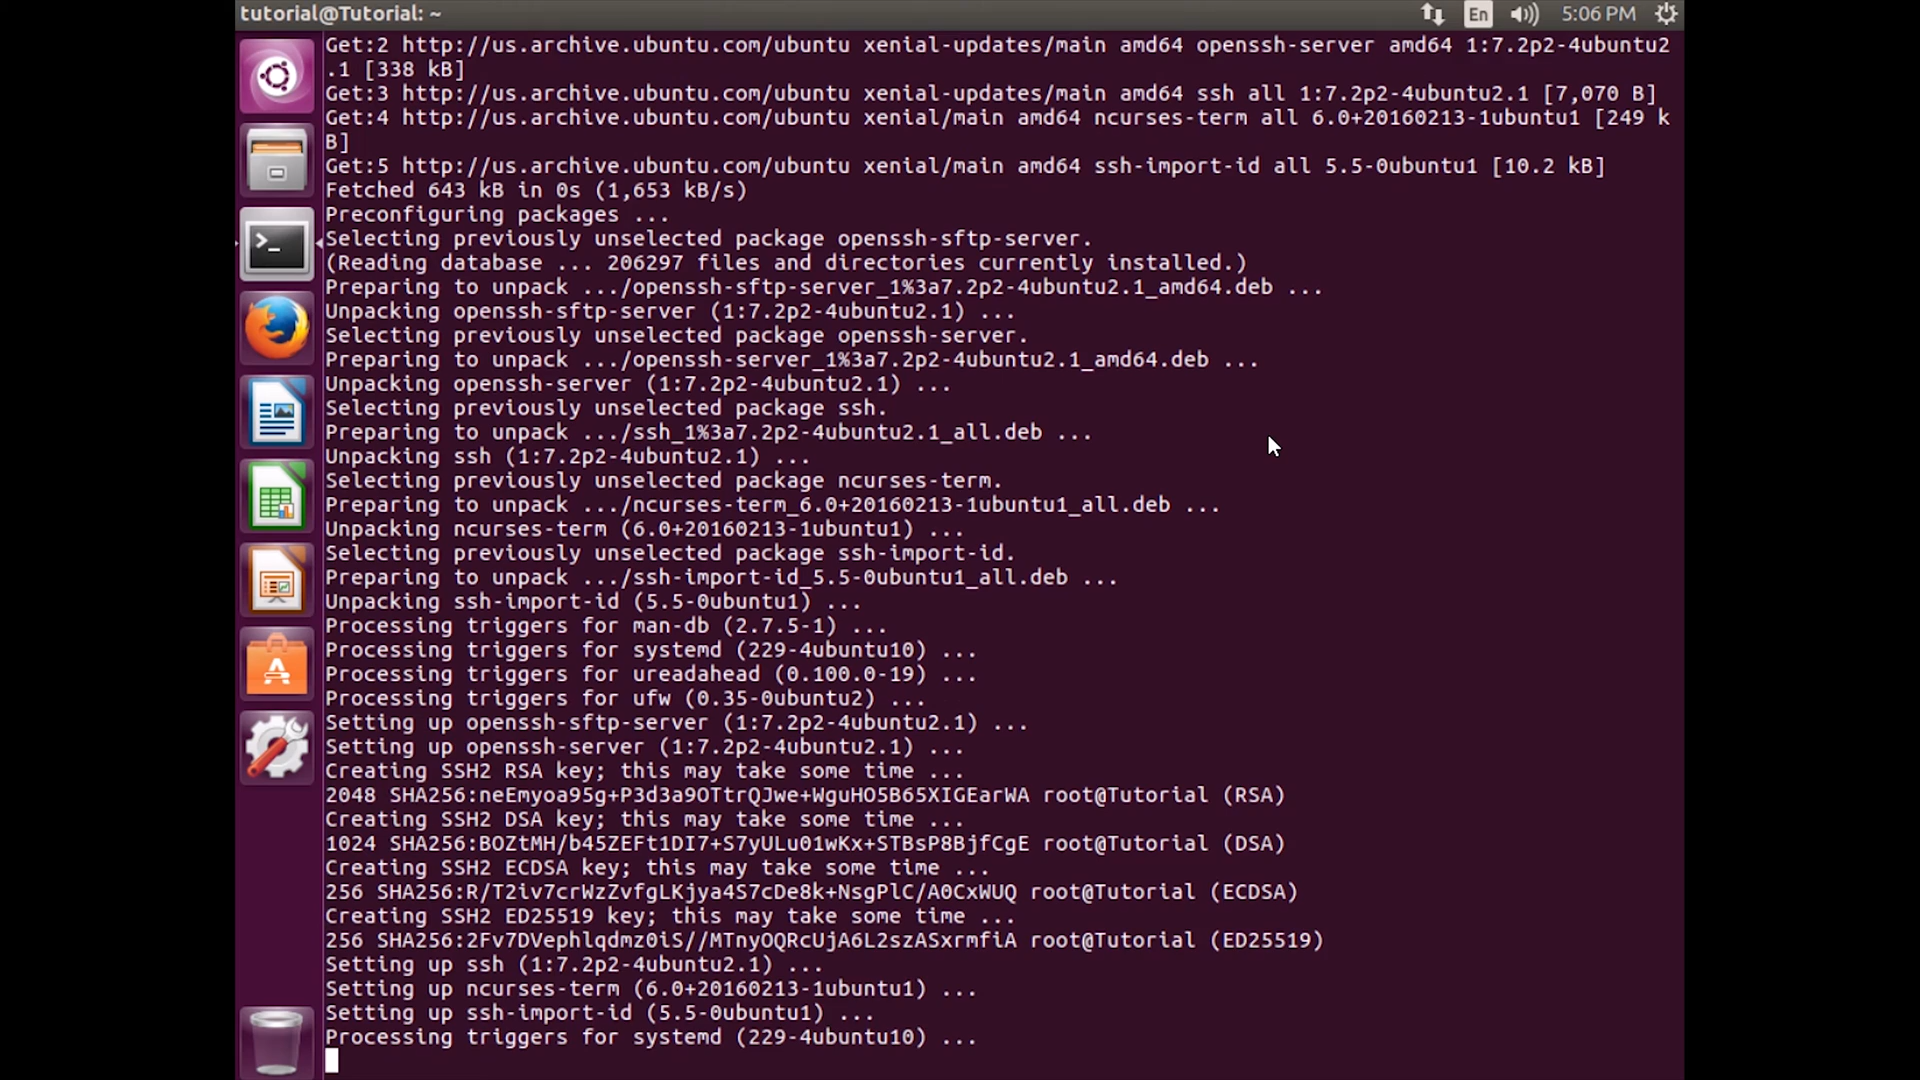 tutorial@Tutorial: ~
En
5:06 PM
Get:2 http://us.archive.ubuntu.com/ubuntu xenial-updates/main amd64 openssh-server amd64 1:7.2p2-4ubuntu2
.1 [338 kB]
Get:3 http://us.archive.ubuntu.com/ubuntu xenial-updates/main amd64 ssh all 1:7.2p2-4ubuntu2.1 [7,070 B]
Get:4 http://us.archive.ubuntu.com/ubuntu xenial/main amd64 ncurses-term all 6.0+20160213-1ubuntu1 [249 k
B]
Get:5 http://us.archive.ubuntu.com/ubuntu xenial/main amd64 ssh-import-id all 5.5-0ubuntu1 [10.2 kB]
Fetched 643 kB in 0s (1,653 kB/s)
Preconfiguring packages ...
Selecting previously unselected package openssh-sftp-server.
(Reading database ... 206297 files and directories currently installed.)
Preparing to unpack .../openssh-sftp-server_1%3a7.2p2-4ubuntu2.1_amd64.deb ...
Unpacking openssh-sftp-server (1:7.2p2-4ubuntu2.1) ...
Selecting previously unselected package openssh-server.
Preparing to unpack .../openssh-server_1%3a7.2p2-4ubuntu2.1_amd64.deb ...
Unpacking openssh-server (1:7.2p2-4ubuntu2.1) ...
Selecting previously unselected package ssh.
Preparing to unpack .../ssh_1%3a7.2p2-4ubuntu2.1_all.deb ...
Unpacking ssh (1:7.2p2-4ubuntu2.1) ...
Selecting previously unselected package ncurses-term.
Preparing to unpack .../ncurses-term_6.0+20160213-1ubuntu1_all.deb ...
Unpacking ncurses-term (6.0+20160213-1ubuntu1) ...
Selecting previously unselected package ssh-import-id.
Preparing to unpack .../ssh-import-id_5.5-0ubuntu1_all.deb ...
Unpacking ssh-import-id (5.5-0ubuntu1) ...
Processing triggers for man-db (2.7.5-1) ...
Processing triggers for systemd (229-4ubuntu10) ...
Processing triggers for ureadahead (0.100.0-19) ...
Processing triggers for ufw (0.35-0ubuntu2) ...
Setting up openssh-sftp-server (1:7.2p2-4ubuntu2.1) ...
Setting up openssh-server (1:7.2p2-4ubuntu2.1) ...
Creating SSH2 RSA key; this may take some time ...
2048 SHA256:neEmyoa95g+P3d3a9OTtrQJwe+WguHO5B65XIGEarWA root@Tutorial (RSA)
Creating SSH2 DSA key; this may take some time ...
1024 SHA256:BOZtMH/b45ZEFt1DI7+S7yULu01wKx+STBsP8BjfCgE root@Tutorial (DSA)
Creating SSH2 ECDSA key; this may take some time ...
256 SHA256:R/T2iv7crWzZvfgLKjya4S7cDe8k+NsgPlC/A0CxWUQ root@Tutorial (ECDSA)
Creating SSH2 ED25519 key; this may take some time ...
256 SHA256:2Fv7DVephlqdmz0iS//MTnyOQRcUjA6L2szASxrmfiA root@Tutorial (ED25519)
Setting up ssh (1:7.2p2-4ubuntu2.1) ...
Setting up ncurses-term (6.0+20160213-1ubuntu1) ...
Setting up ssh-import-id (5.5-0ubuntu1) ...
Processing triggers for systemd (229-4ubuntu10) ...